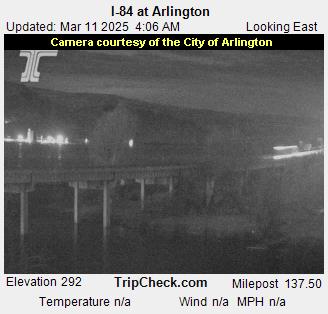 I-84 at Arlington
Updated: Mar 11 2025 4:06 AM Looking East
Camera courtesy of the City of Arlington
Elevation 292 TripCheck.com Milepost 137.50
Temperature n/a Wind n/a MPH n/a